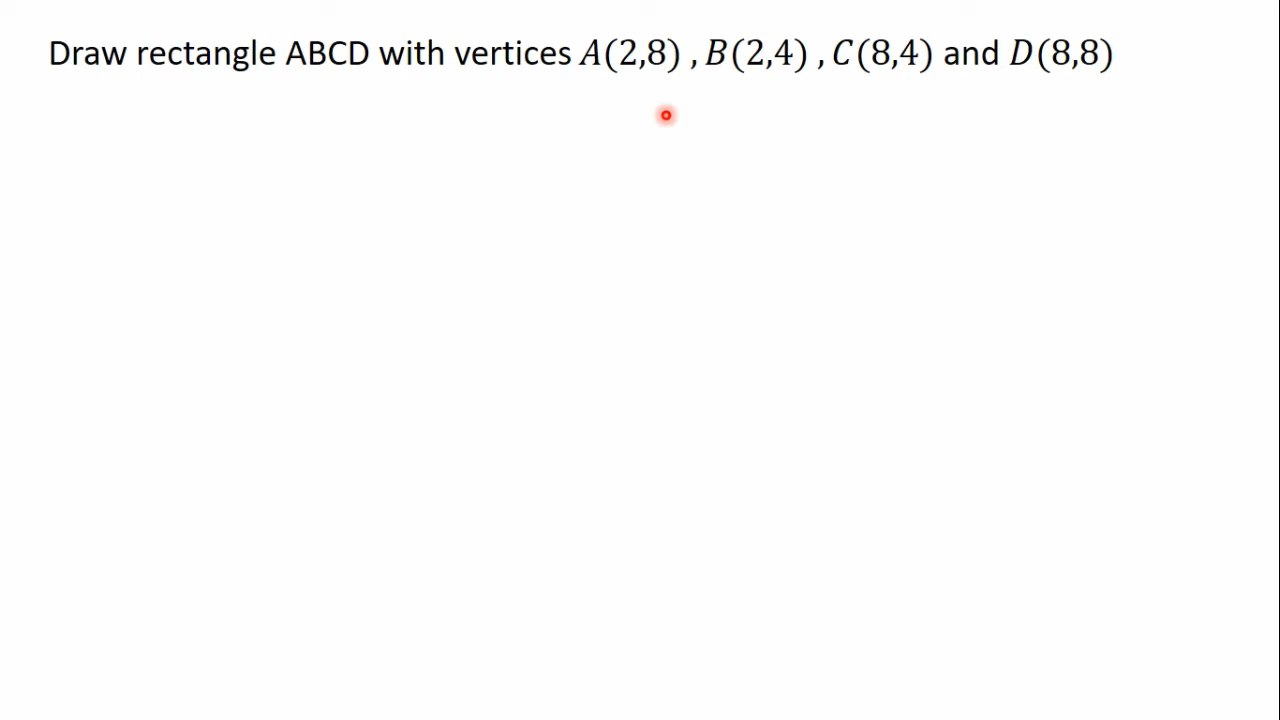 Draw rectangle ABCD with vertices A(2,8) , B(2,4) , C(8,4) and D(8,8)